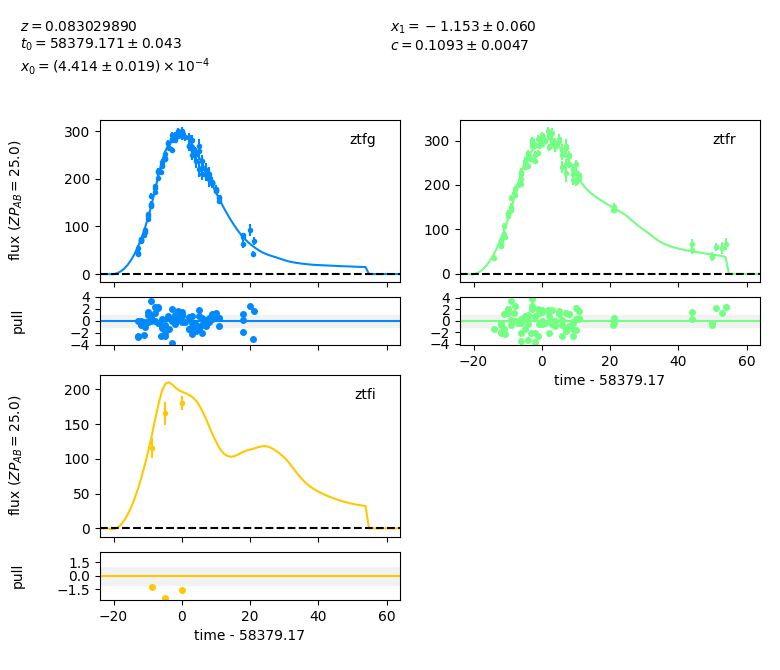 z = 0.083029890
t₀ = 58379.171 ± 0.043
x₀ = (4.414 ± 0.019) × 10⁻⁴
x₁ = −1.153 ± 0.060
c = 0.1093 ± 0.0047
flux (ZP_AB = 25.0)
300
200
100
0
ztfg
300
200
100
0
ztfr
pull
4
2
0
−2
−4
4
2
0
−2
−4
−20 0 20 40 60
time - 58379.17
flux (ZP_AB = 25.0)
200
150
100
50
0
ztfi
pull
1.5
0.0
−1.5
−20 0 20 40 60
time - 58379.17